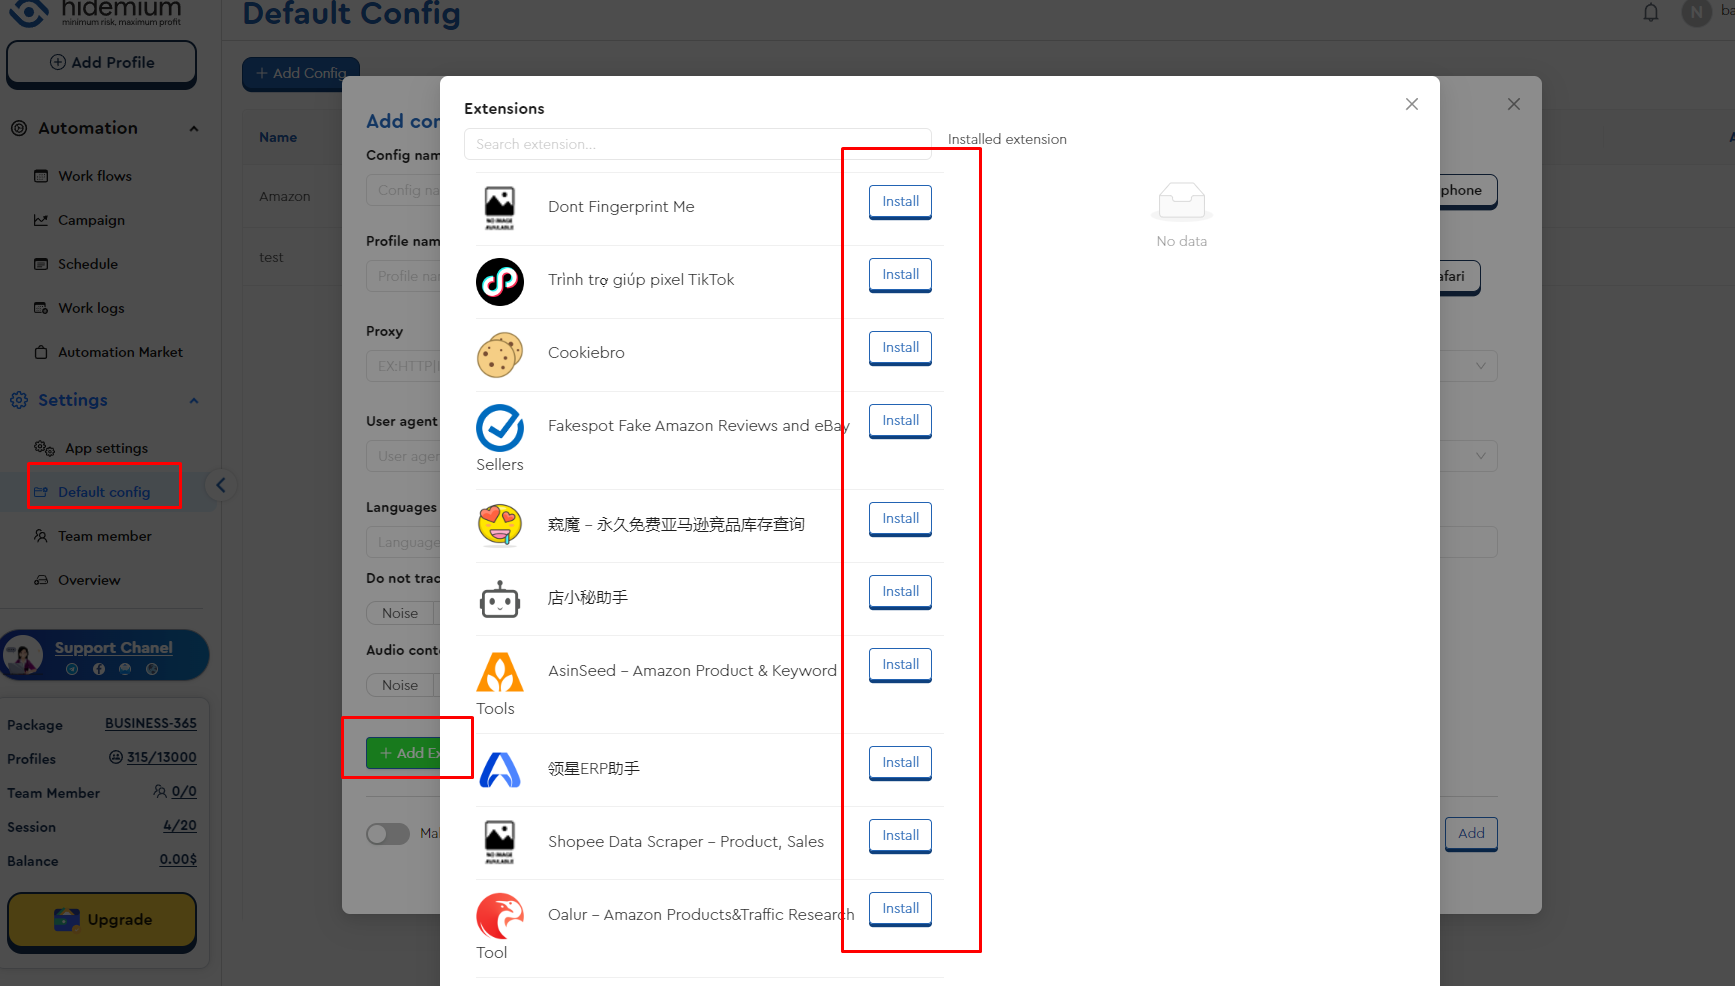 hidemium
minimum risk, maximum profit
Default Config
N
ba
Add Profile
+ Add Config
Automation
Work flows
Campaign
Schedule
Work logs
Automation Market
Settings
App settings
Default config
Team member
Overview
Support Chanel
Package BUSINESS-365
Profiles 315/13000
Team Member 0/0
Session 4/20
Balance 0.00$
Upgrade
Name
A
Amazon
test
Add con
Config nam
Config na
Profile nam
Profile na
Proxy
EX:HTTP|
User agent
User agen
Languages
Language
Do not trac
Noise
Audio conte
Noise
+ Add Ex
Ma
phone
afari
Add
Extensions
Search extension...
Installed extension
No data
Dont Fingerprint Me Install
Trình trợ giúp pixel TikTok Install
Cookiebro Install
Fakespot Fake Amazon Reviews and eBay Install
Sellers
窥魔 - 永久免费亚马逊竞品库存查询 Install
店小秘助手 Install
AsinSeed - Amazon Product & Keyword Install
Tools
领星ERP助手 Install
NO IMAGE
AVAILABLE
Shopee Data Scraper - Product, Sales Install
Oalur - Amazon Products&Traffic Research Install
Tool